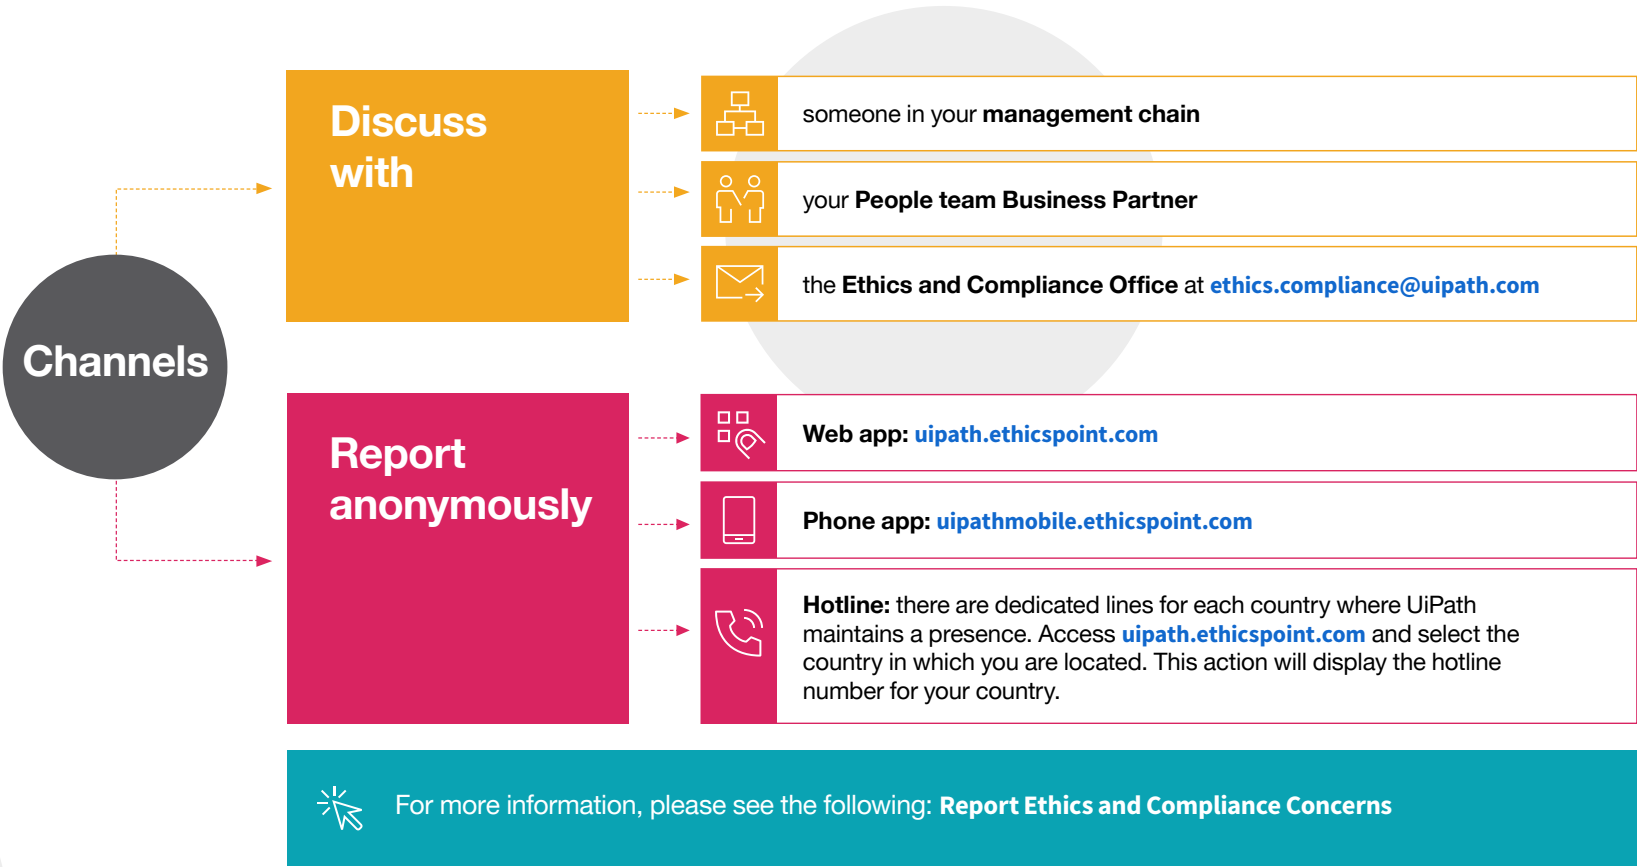 Channels
Discuss
with
someone in your management chain
your People team Business Partner
the Ethics and Compliance Office at ethics.compliance@uipath.com
Report
anonymously
Web app: uipath.ethicspoint.com
Phone app: uipathmobile.ethicspoint.com
Hotline: there are dedicated lines for each country where UiPath
maintains a presence. Access uipath.ethicspoint.com and select the
country in which you are located. This action will display the hotline
number for your country.
For more information, please see the following: Report Ethics and Compliance Concerns